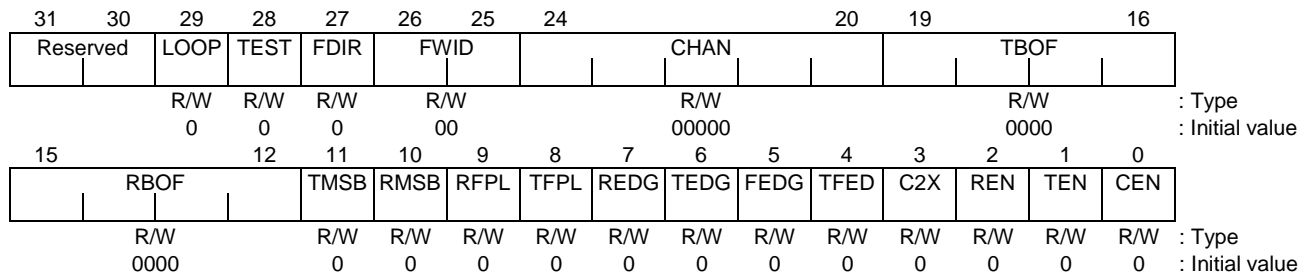 31 30 29 28 27 26 25 24 20 19 16
Reserved LOOP TEST FDIR FWID CHAN TBOF
R/W R/W R/W R/W R/W R/W : Type
0 0 0 00 00000 0000 : Initial value
15 12 11 10 9 8 7 6 5 4 3 2 1 0
RBOF TMSB RMSB RFPL TFPL REDG TEDG FEDG TFED C2X REN TEN CEN
R/W R/W R/W R/W R/W R/W R/W R/W R/W R/W R/W R/W R/W : Type
0000 0 0 0 0 0 0 0 0 0 0 0 0 : Initial value